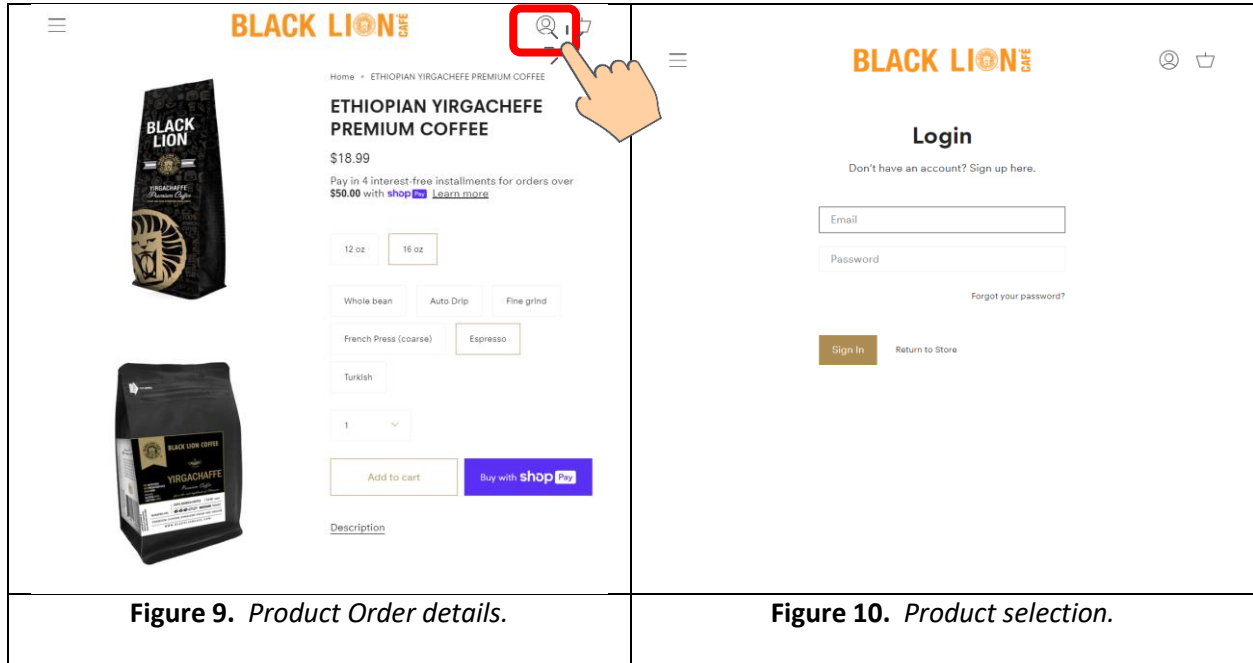 BLACK LION CAFÉ
Home • ETHIOPIAN YIRGACHEFE PREMIUM COFFEE
ETHIOPIAN YIRGACHEFE
PREMIUM COFFEE
$18.99
Pay in 4 interest-free installments for orders over
$50.00 with shop Pay Learn more
12 oz 16 oz
Whole bean Auto Drip Fine grind
French Press (coarse) Espresso
Turkish
1
Add to cart Buy with shop Pay
Description
BLACK
LION
YIRGACHAFFE
Premium Coffee
BLACK LION COFFEE
YIRGACHAFFE
Premium Coffee
Figure 9. Product Order details.
BLACK LION CAFÉ
Login
Don't have an account? Sign up here.
Email
Password
Forgot your password?
Sign In Return to Store
Figure 10. Product selection.